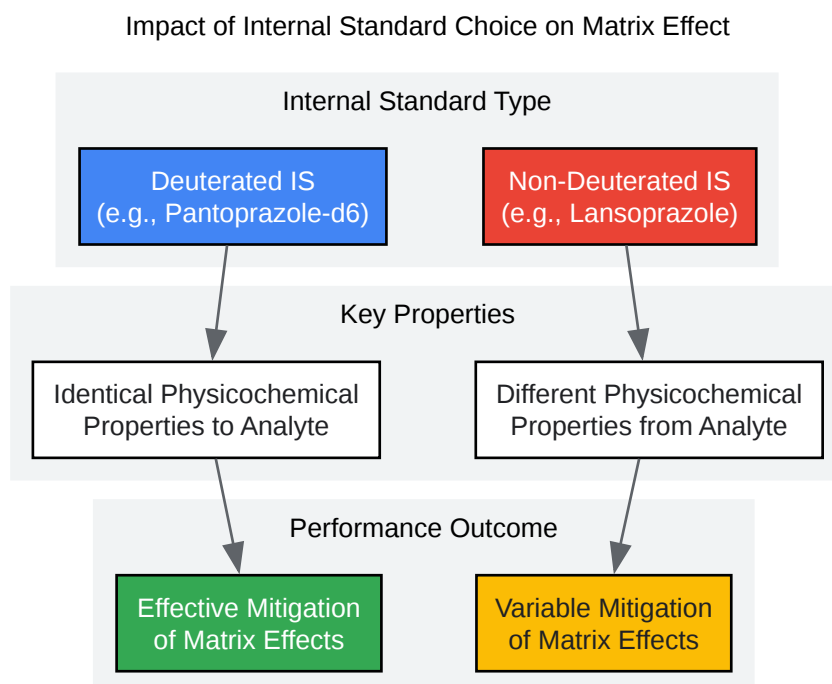 Impact of Internal Standard Choice on Matrix Effect
Internal Standard Type
Deuterated IS
(e.g., Pantoprazole-d6)
Non-Deuterated IS
(e.g., Lansoprazole)
Key Properties
Identical Physicochemical
Properties to Analyte
Different Physicochemical
Properties from Analyte
Performance Outcome
Effective Mitigation
of Matrix Effects
Variable Mitigation
of Matrix Effects